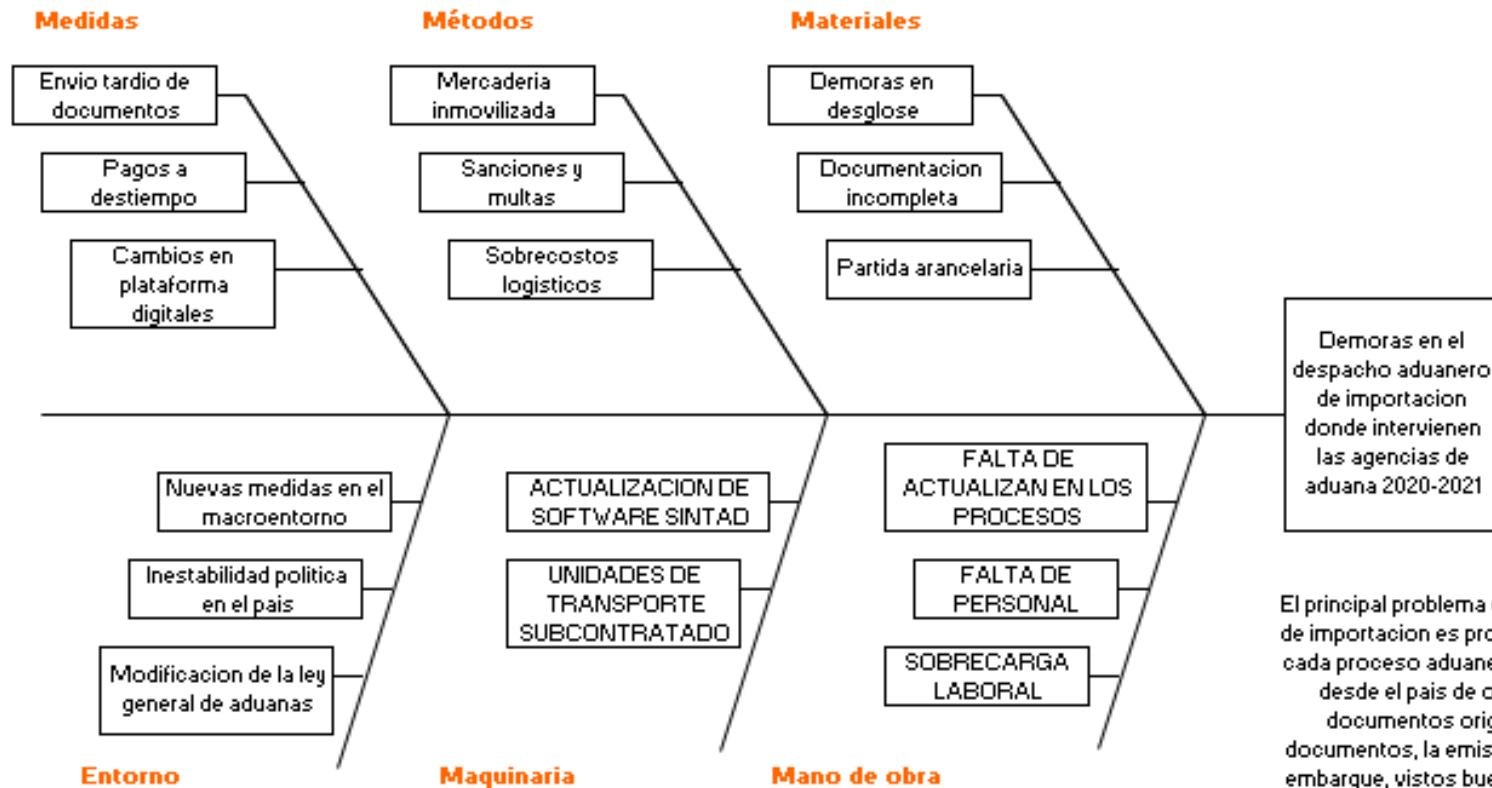 Medidas
Métodos
Materiales
Envio tardio de
documentos
Pagos a
destiempo
Cambios en
plataforma
digitales
Mercaderia
inmovilizada
Sanciones y
multas
Sobrecostos
logisticos
Demoras en
desglose
Documentacion
incompleta
Partida arancelaria
Demoras en el
despacho aduanero
de importacion
donde intervienen
las agencias de
aduana 2020-2021
Nuevas medidas en el
macroentorno
Inestabilidad politica
en el pais
Modificacion de la ley
general de aduanas
ACTUALIZACION DE
SOFTWARE SINTAD
UNIDADES DE
TRANSPORTE
SUBCONTRATADO
FALTA DE
ACTUALIZAN EN LOS
PROCESOS
FALTA DE
PERSONAL
SOBRECARGA
LABORAL
El principal problema
de importacion es
cada proceso
desde el pais de
documentos
documentos, la
embarque, vistos
Entorno
Maquinaria
Mano de obra